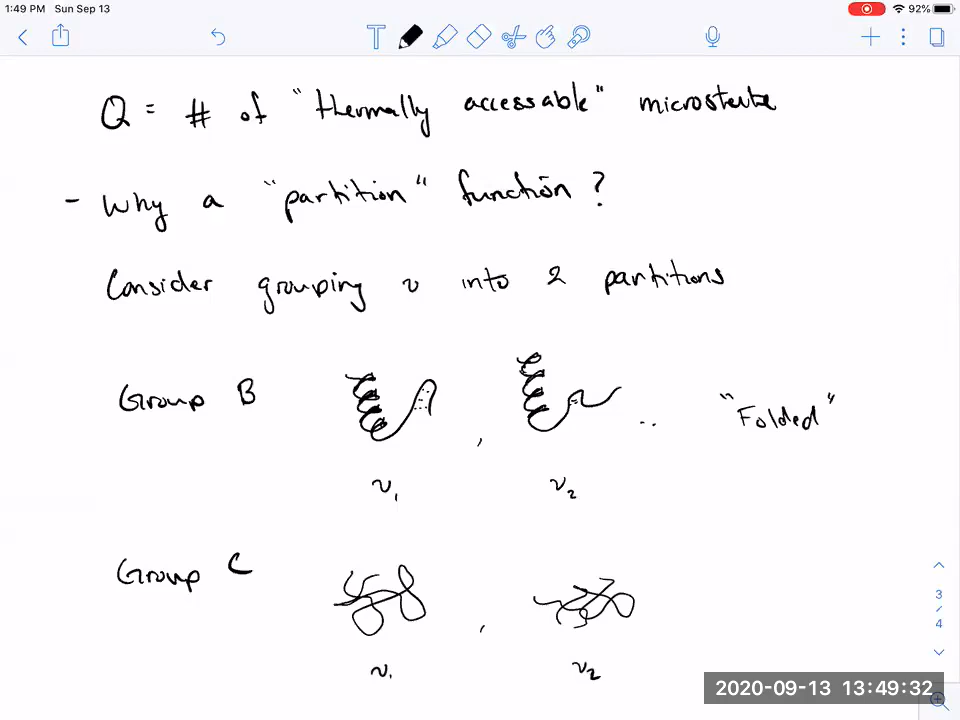 1:49 PM Sun Sep 13
92%
Q = # of "thermally accessable" microstate
- Why a "partition" function?
Consider grouping ν into 2 partitions
Group B , .. "Folded"
ν1 ν2
Group C ,
ν1 ν2
3
/
4
2020-09-13 13:49:32